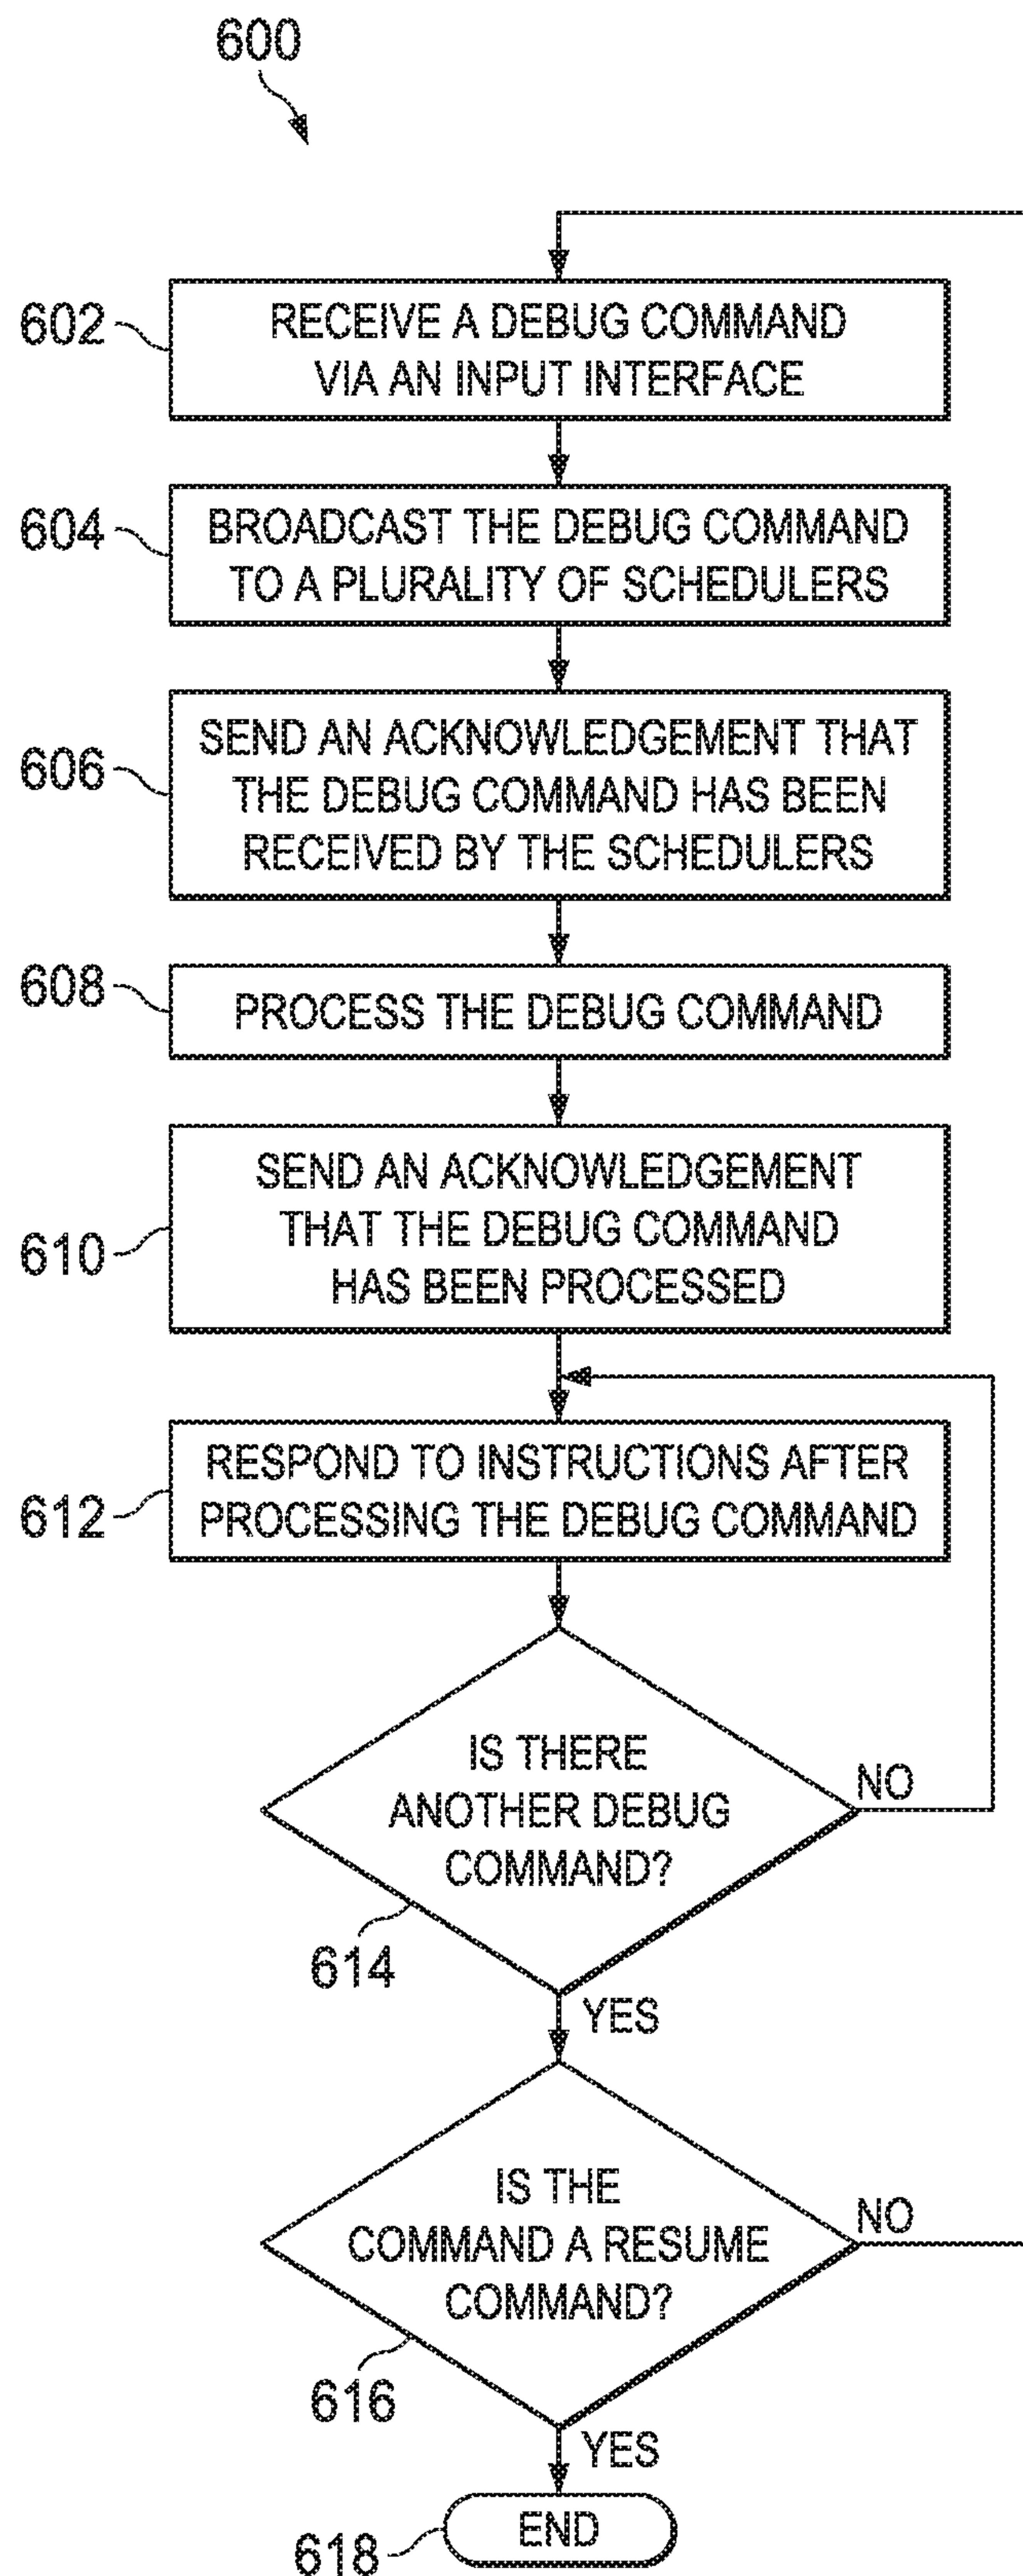 600
602
RECEIVE A DEBUG COMMAND
VIA AN INPUT INTERFACE
604
BROADCAST THE DEBUG COMMAND
TO A PLURALITY OF SCHEDULERS
606
SEND AN ACKNOWLEDGEMENT THAT
THE DEBUG COMMAND HAS BEEN
RECEIVED BY THE SCHEDULERS
608
PROCESS THE DEBUG COMMAND
610
SEND AN ACKNOWLEDGEMENT
THAT THE DEBUG COMMAND
HAS BEEN PROCESSED
612
RESPOND TO INSTRUCTIONS AFTER
PROCESSING THE DEBUG COMMAND
IS THERE
ANOTHER DEBUG
COMMAND?
NO
614
YES
IS THE
COMMAND A RESUME
COMMAND?
NO
616
YES
END
618